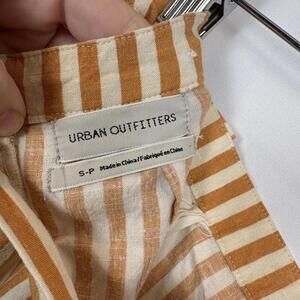 URBAN OUTFITTERS
S-P Made in China / Fabriqué en Chine